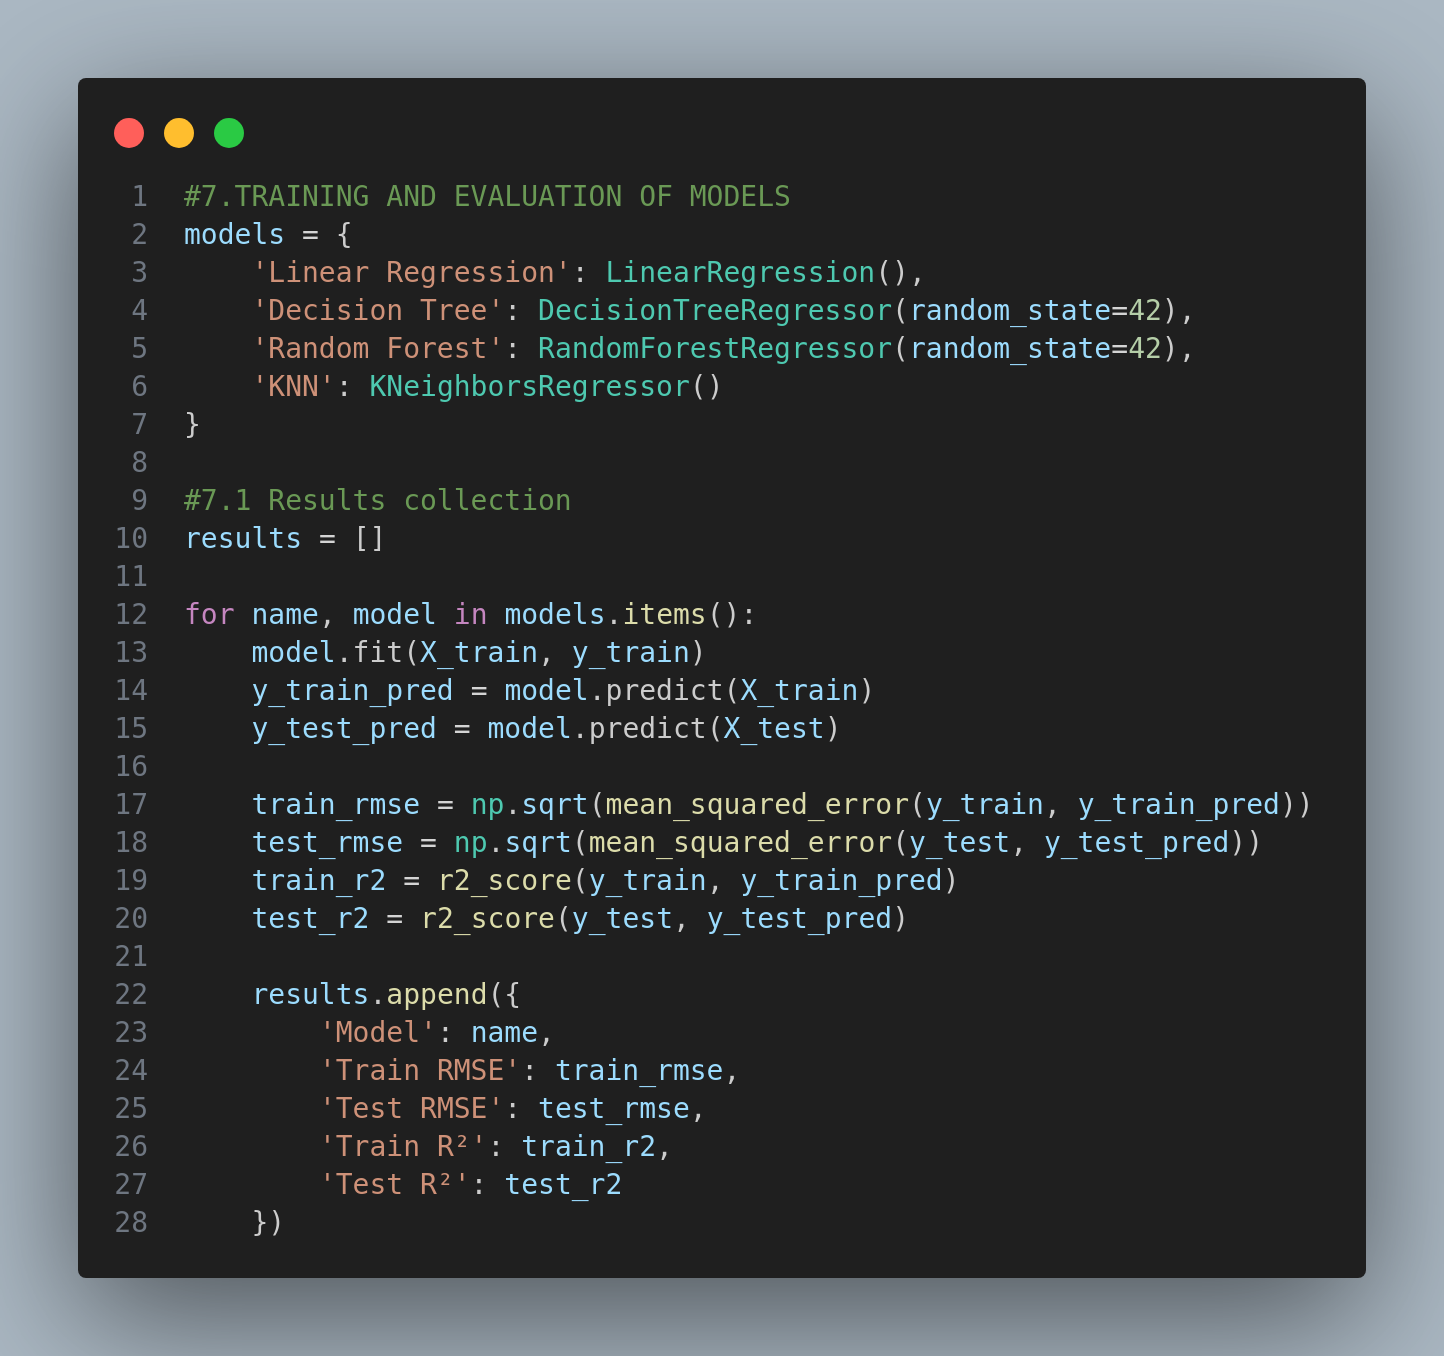 1 #7.TRAINING AND EVALUATION OF MODELS
2 models = {
3     'Linear Regression': LinearRegression(),
4     'Decision Tree': DecisionTreeRegressor(random_state=42),
5     'Random Forest': RandomForestRegressor(random_state=42),
6     'KNN': KNeighborsRegressor()
7 }
8
9 #7.1 Results collection
10 results = []
11
12 for name, model in models.items():
13     model.fit(X_train, y_train)
14     y_train_pred = model.predict(X_train)
15     y_test_pred = model.predict(X_test)
16
17     train_rmse = np.sqrt(mean_squared_error(y_train, y_train_pred))
18     test_rmse = np.sqrt(mean_squared_error(y_test, y_test_pred))
19     train_r2 = r2_score(y_train, y_train_pred)
20     test_r2 = r2_score(y_test, y_test_pred)
21
22     results.append({
23         'Model': name,
24         'Train RMSE': train_rmse,
25         'Test RMSE': test_rmse,
26         'Train R²': train_r2,
27         'Test R²': test_r2
28     })